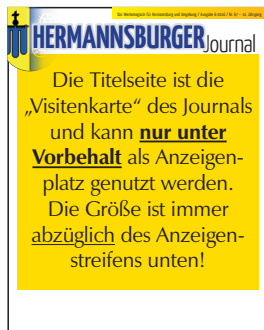 HERMANNSBURGER Journal
Die Titelseite ist die
„Visitenkarte“ des Journals
und kann nur unter
Vorbehalt als Anzeigen-
platz genutzt werden.
Die Größe ist immer
abzüglich des Anzeigen-
streifens unten!